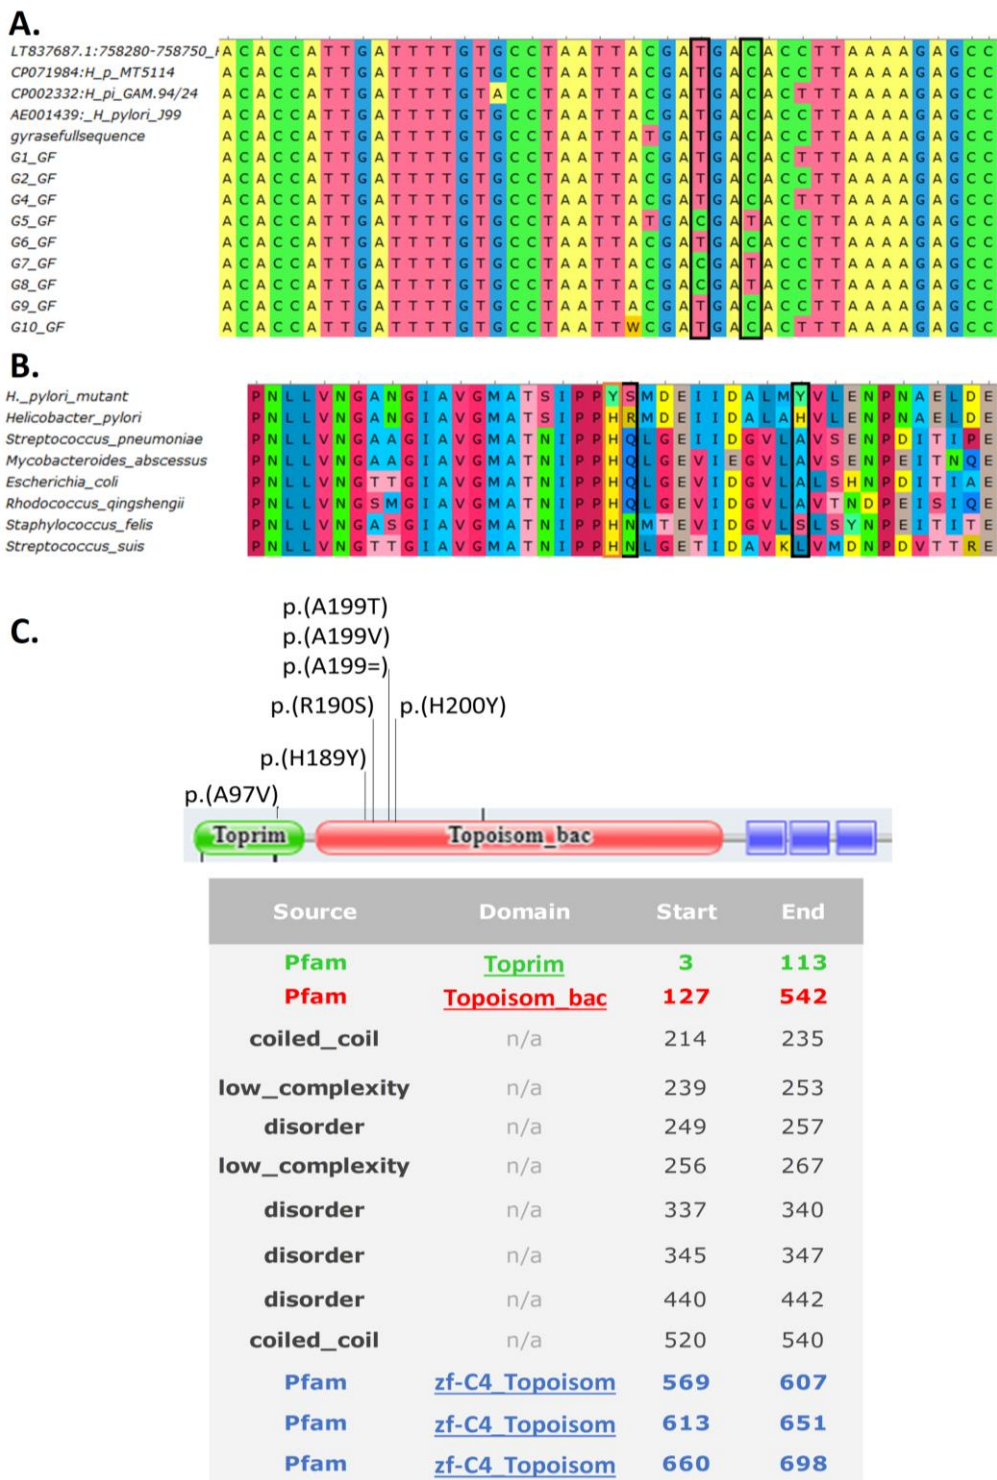 A.
LT837687.1:758280-758750_ A C A C C A T T G A T T T T G T G C C T A A T T A C G A T G A C A C C T T A A A A G A G C C
CP071984:H_p_MT5114 A C A C C A T T G A T T T T G T G C C T A A T T A C G A T G A C A C C T T A A A A G A G C C
CP002332:H_pi_GAM.94/24 A C A C C A T T G A T T T T G T A C C T A A T T A C G A T G A C A C T T T A A A A G A G C C
AE001439:_H_pylori_J99 A C A C C A T T G A T T T T G T G C C T A A T T A C G A T G A C A C C T T A A A A G A G C C
gyrasefullsequence A C A C C A T T G A T T T T G T G C C T A A T T A T G A T G A C A C C T T A A A A G A G C C
G1_GF A C A C C A T T G A T T T T G T G C C T A A T T A C G A T G A C A C T T T A A A A G A G C C
G2_GF A C A C C A T T G A T T T T G T G C C T A A T T A C G A T G A C A C C T T A A A A G A G C C
G4_GF A C A C C A T T G A T T T T G T G C C T A A T T A C G A T G A C A C T T T A A A A G A G C C
G5_GF A C A C C A T T G A T T T T G T G C C T A A T T A T G A C G A T A C C T T A A A A G A G C C
G6_GF A C A C C A T T G A T T T T G T G C C T A A T T A C G A T G A C A C C T T A A A A G A G C C
G7_GF A C A C C A T T G A T T T T G T G C C T A A T T A C G A C G A T A C C T T A A A A G A G C C
G8_GF A C A C C A T T G A T T T T G T G C C T A A T T A C G A C G A T A C C T T A A A A G A G C C
G9_GF A C A C C A T T G A T T T T G T G C C T A A T T A C G A T G A C A C C T T A A A A G A G C C
G10_GF A C A C C A T T G A T T T T G T G C C T A A T T W C G A T G A C A C T T T A A A A G A G C C
B.
H._pylori_mutant P N L L V N G A N G I A V G M A T S I P P Y S M D E I I D A L M Y V L E N P N A E L D E
Helicobacter_pylori P N L L V N G A N G I A V G M A T S I P P H R M D E I I D A L A H V L E N P N A E L D E
Streptococcus_pneumoniae P N L L V N G A A G I A V G M A T N I P P H Q L G E I I D G V L A V S E N P D I T I P E
Mycobacteroides_abscessus P N L L V N G A A G I A V G M A T N I P P H Q L G E V I E G V L A V S E N P E I T N Q E
Escherichia_coli P N L L V N G T T G I A V G M A T N I P P H Q L G E V I D G V L A L S H N P D I T I A E
Rhodococcus_qingshengii P N L L V N G S M G I A V G M A T N I P P H Q L G E V I D G V L A V T N D P E I S I Q E
Staphylococcus_felis P N L L V N G A S G I A V G M A T N I P P H N M T E V I D G V L S L S Y N P E I T I T E
Streptococcus_suis P N L L V N G T T G I A V G M A T N I P P H N L G E T I D A V K L V M D N P D V T T R E
C.
p.(A199T)
p.(A199V)
p.(A199=)
p.(R190S) p.(H200Y)
p.(H189Y)
p.(A97V)
Toprim Topoisom_bac
Source Domain Start End
Pfam Toprim 3 113
Pfam Topoisom_bac 127 542
coiled_coil n/a 214 235
low_complexity n/a 239 253
disorder n/a 249 257
low_complexity n/a 256 267
disorder n/a 337 340
disorder n/a 345 347
disorder n/a 440 442
coiled_coil n/a 520 540
Pfam zf-C4_Topoisom 569 607
Pfam zf-C4_Topoisom 613 651
Pfam zf-C4_Topoisom 660 698